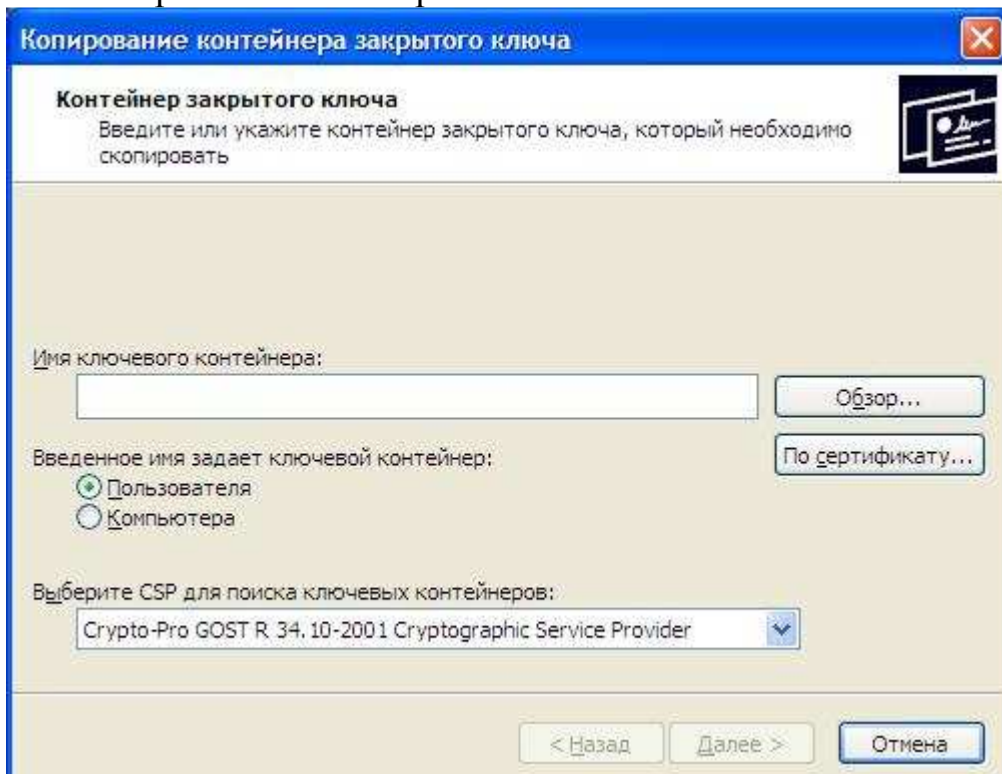 Копирование контейнера закрытого ключа
Контейнер закрытого ключа
Введите или укажите контейнер закрытого ключа, который необходимо
скопировать
Имя ключевого контейнера:
Обзор...
Введенное имя задает ключевой контейнер:
По сертификату...
Пользователя
Компьютера
Выберите CSP для поиска ключевых контейнеров:
Crypto-Pro GOST R 34.10-2001 Cryptographic Service Provider
< Назад
Далее >
Отмена